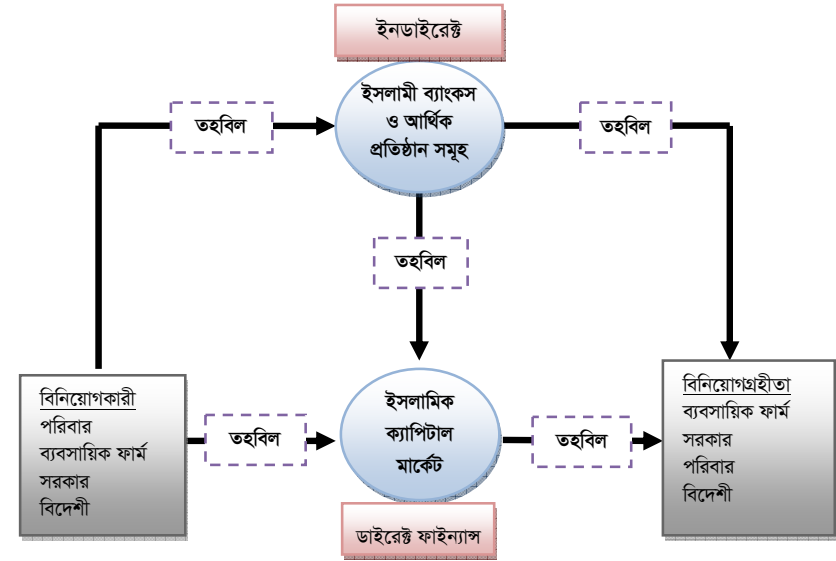 ইনডাইরেক্ট
ইসলামী ব্যাংকস
ও আর্থিক
প্রতিষ্ঠান সমূহ
তহবিল
তহবিল
তহবিল
বিনিয়োগকারী
পরিবার
ব্যবসায়িক ফার্ম
সরকার
বিদেশী
তহবিল
ইসলামিক
ক্যাপিটাল
মার্কেট
তহবিল
বিনিয়োগগ্রহীতা
ব্যবসায়িক ফার্ম
সরকার
পরিবার
বিদেশী
ডাইরেক্ট ফাইন্যান্স